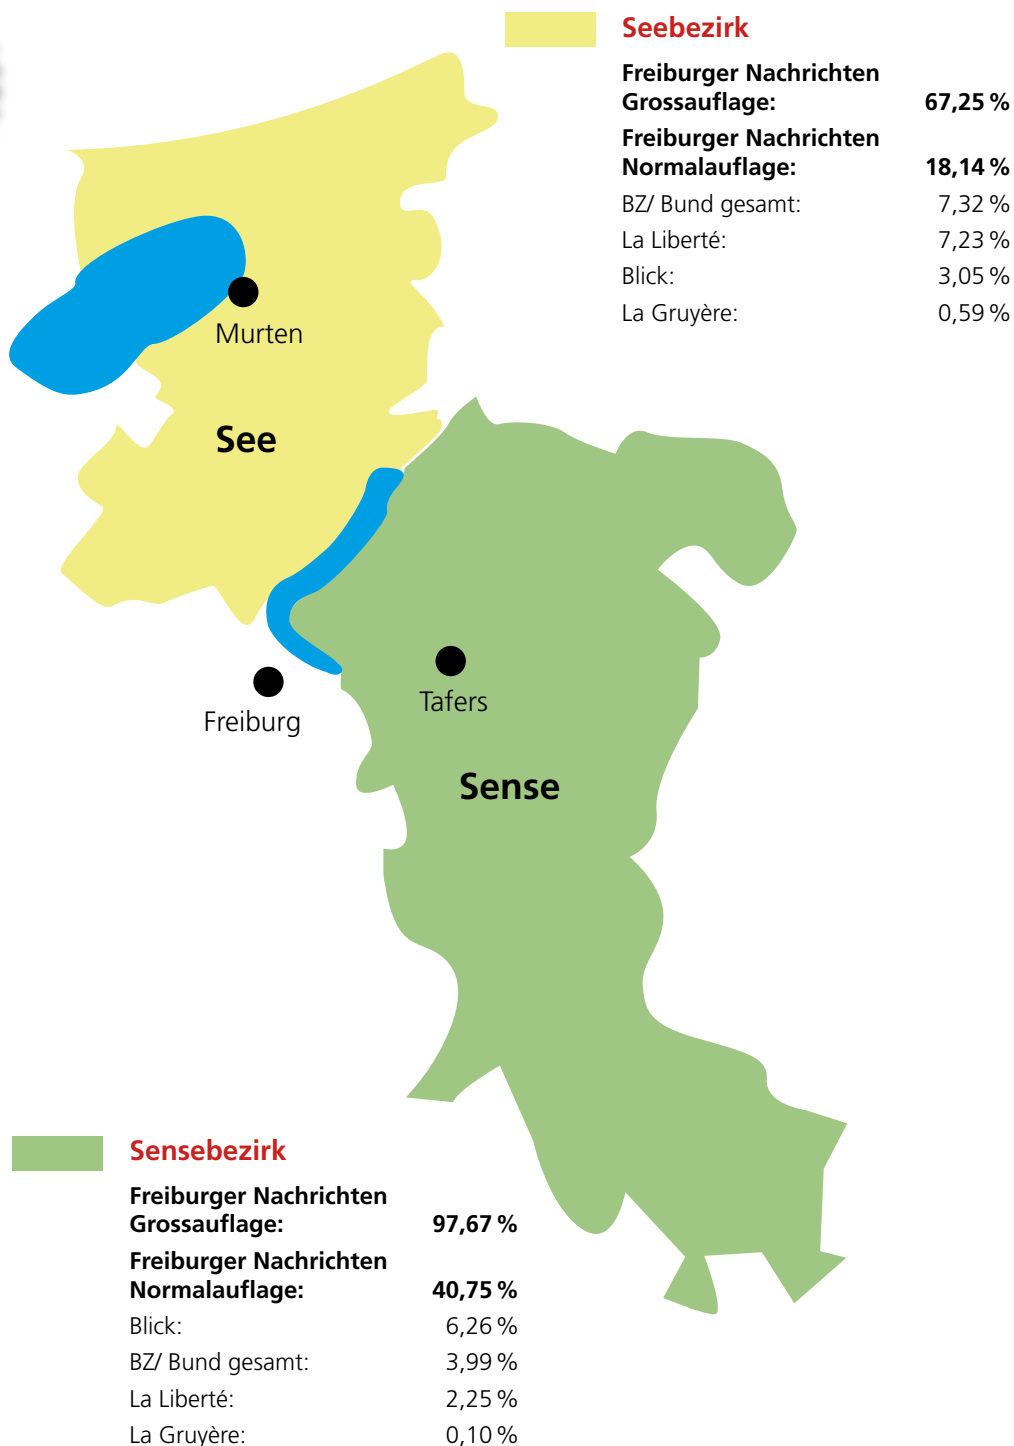 Seebezirk
Freiburger Nachrichten
Grossauflage: 67,25 %
Freiburger Nachrichten
Normalauflage: 18,14 %
BZ/ Bund gesamt: 7,32 %
La Liberté: 7,23 %
Blick: 3,05 %
La Gruyère: 0,59 %
Murten
See
Tafers
Freiburg
Sense
Sensebezirk
Freiburger Nachrichten
Grossauflage: 97,67 %
Freiburger Nachrichten
Normalauflage: 40,75 %
Blick: 6,26 %
BZ/ Bund gesamt: 3,99 %
La Liberté: 2,25 %
La Gruyère: 0,10 %